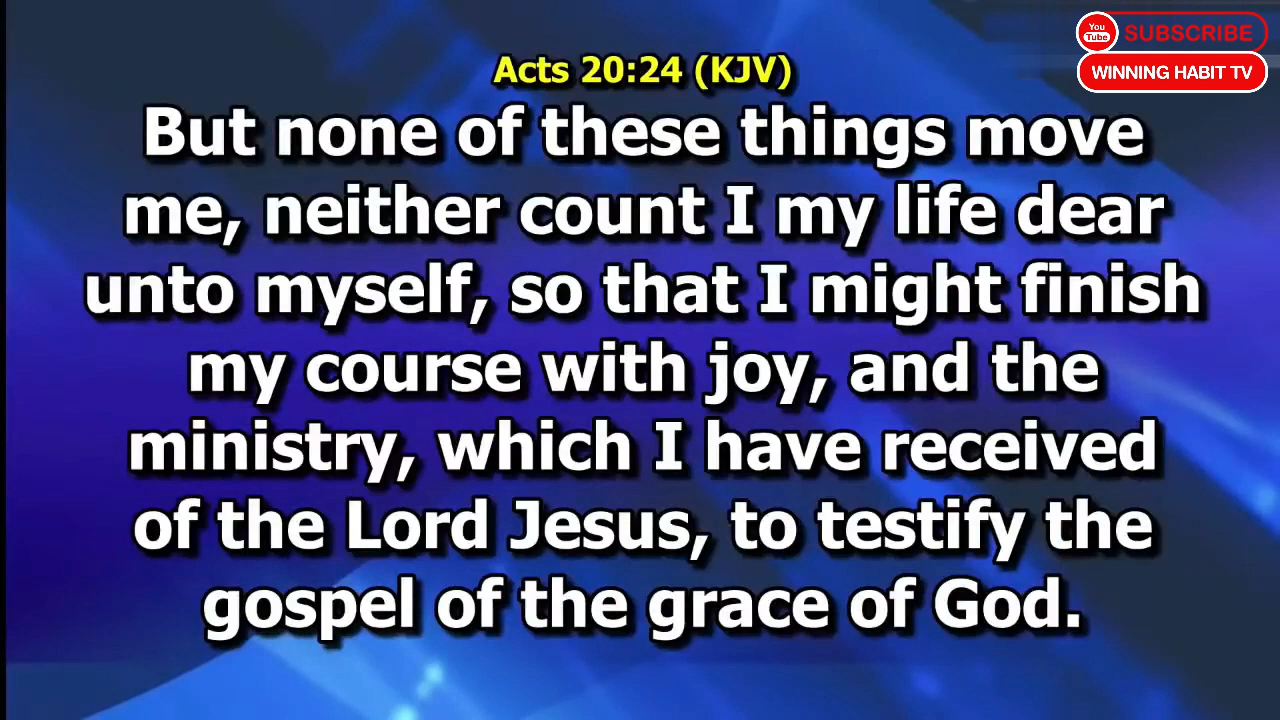 You
Tube
SUBSCRIBE
WINNING HABIT TV
Acts 20:24 (KJV)
But none of these things move
me, neither count I my life dear
unto myself, so that I might finish
my course with joy, and the
ministry, which I have received
of the Lord Jesus, to testify the
gospel of the grace of God.